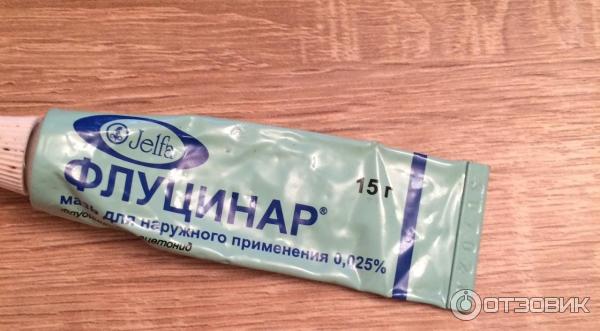 Jelfa
ФЛУЦИНАР®
15 г
мазь для наружного применения 0,025%
ОТЗОВИК